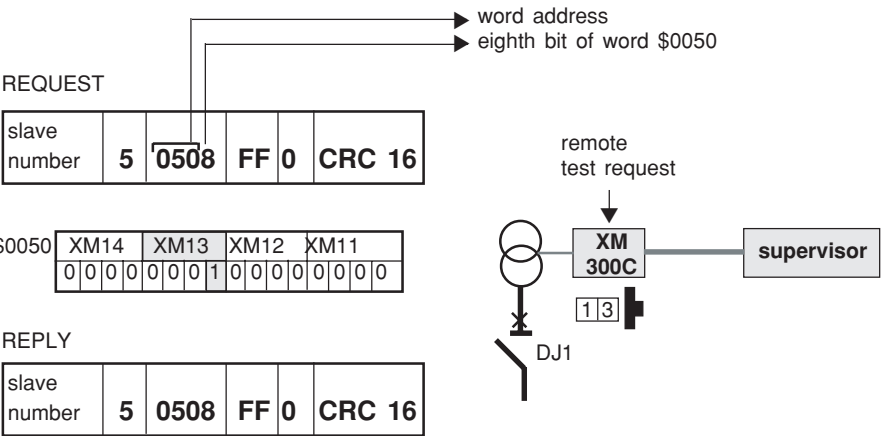 word address
eighth bit of word $0050
REQUEST
slave
number 5 0508 FF 0 CRC 16
remote
test request
$0050 XM14 XM13 XM12 XM11
0 0 0 0 0 0 0 1 0 0 0 0 0 0 0 0
XM
300C
supervisor
1 3
DJ1
REPLY
slave
number 5 0508 FF 0 CRC 16